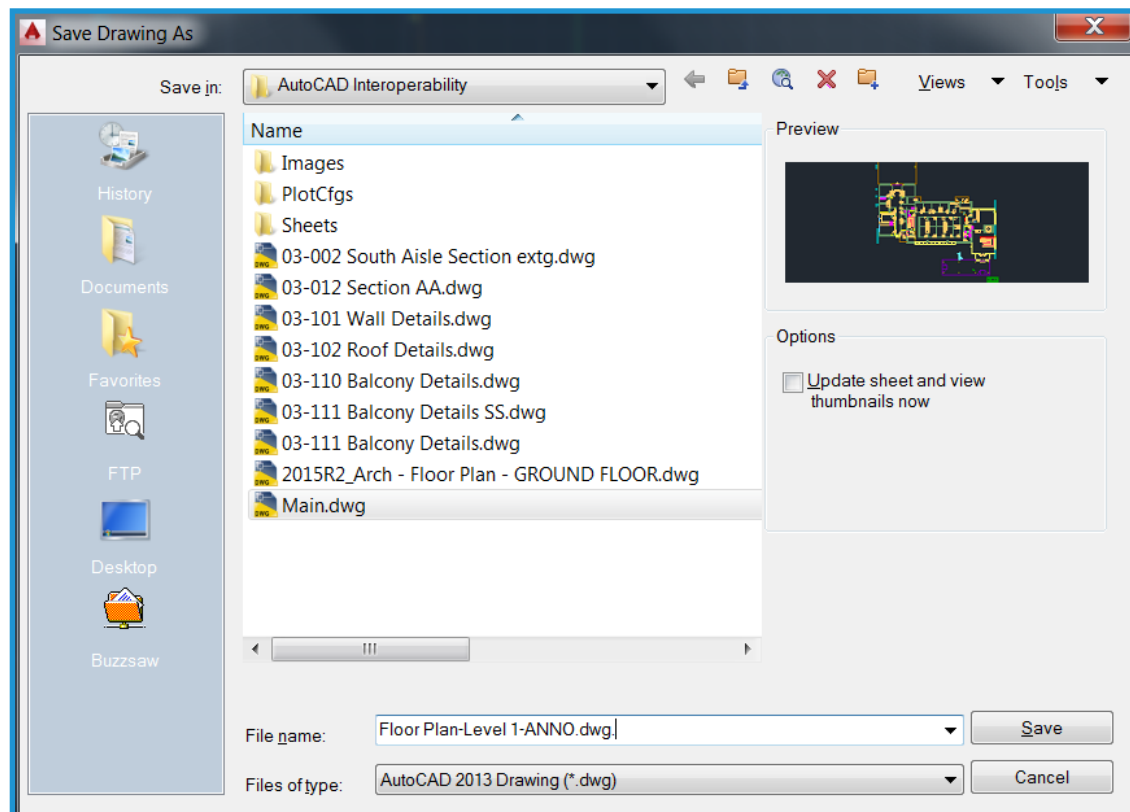 Save Drawing As
Save in:
AutoCAD Interoperability
Views
Tools
History
Documents
Favorites
FTP
Desktop
Buzzsaw
Name
Images
PlotCfgs
Sheets
03-002 South Aisle Section extg.dwg
03-012 Section AA.dwg
03-101 Wall Details.dwg
03-102 Roof Details.dwg
03-110 Balcony Details.dwg
03-111 Balcony Details SS.dwg
03-111 Balcony Details.dwg
2015R2_Arch - Floor Plan - GROUND FLOOR.dwg
Main.dwg
Preview
Options
Update sheet and view
thumbnails now
File name:
Floor Plan-Level 1-ANNO.dwg.
Save
Files of type:
AutoCAD 2013 Drawing (*.dwg)
Cancel